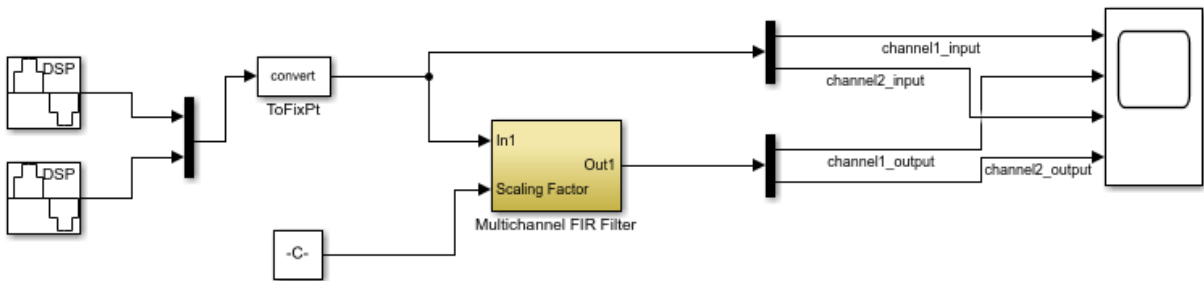 DSP
DSP
convert
ToFixPt
-C-
In1
Scaling Factor
Out1
Multichannel FIR Filter
channel1_input
channel2_input
channel1_output
channel2_output